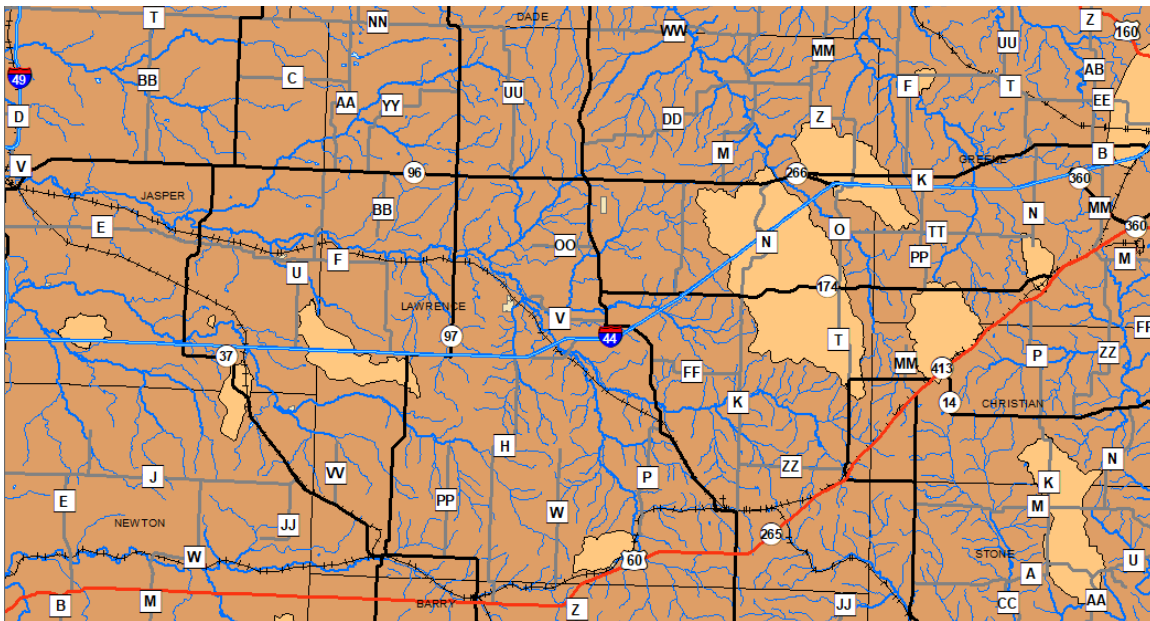 T
NN
DADE
Z
160
WW
MM
UU
49
BB
C
AB
F
T
UU
AA
YY
EE
D
DD
Z
M
B
V
96
266
K
GREENE
360
JASPER
BB
N
MM
E
OO
N
O
TT
360
F
U
PP
M
174
LAWRENCE
V
44
97
T
FF
37
MM
P
ZZ
FF
413
K
14
CHRISTIAN
H
VV
J
P
ZZ
N
K
E
PP
W
M
NEWTON
JJ
265
W
60
STONE
U
A
B
M
BARRY
Z
JJ
CC
AA